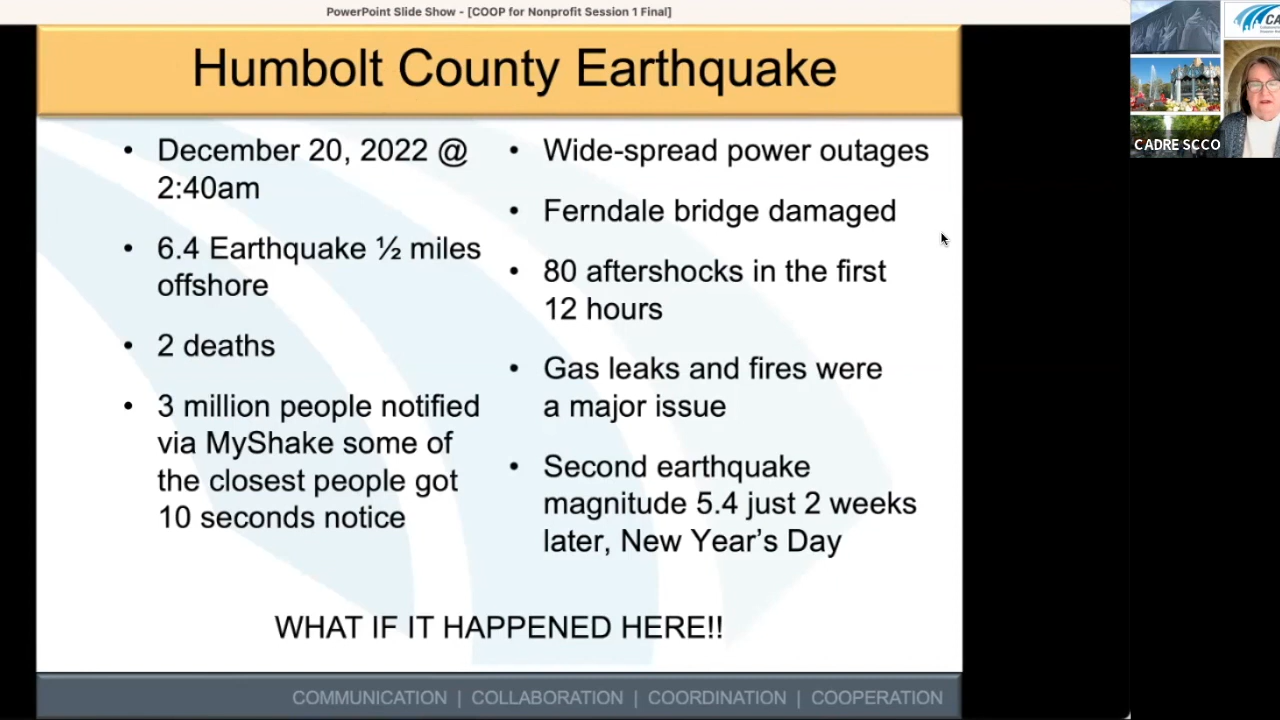 PowerPoint Slide Show - [COOP for Nonprofit Session 1 Final]
Humbolt County Earthquake
• December 20, 2022 @
2:40am
• 6.4 Earthquake ½ miles
offshore
• 2 deaths
• 3 million people notified
via MyShake some of
the closest people got
10 seconds notice
• Wide-spread power outages
• Ferndale bridge damaged
• 80 aftershocks in the first
12 hours
• Gas leaks and fires were
a major issue
• Second earthquake
magnitude 5.4 just 2 weeks
later, New Year’s Day
WHAT IF IT HAPPENED HERE!!
COMMUNICATION | COLLABORATION | COORDINATION | COOPERATION
CADRE SCCO